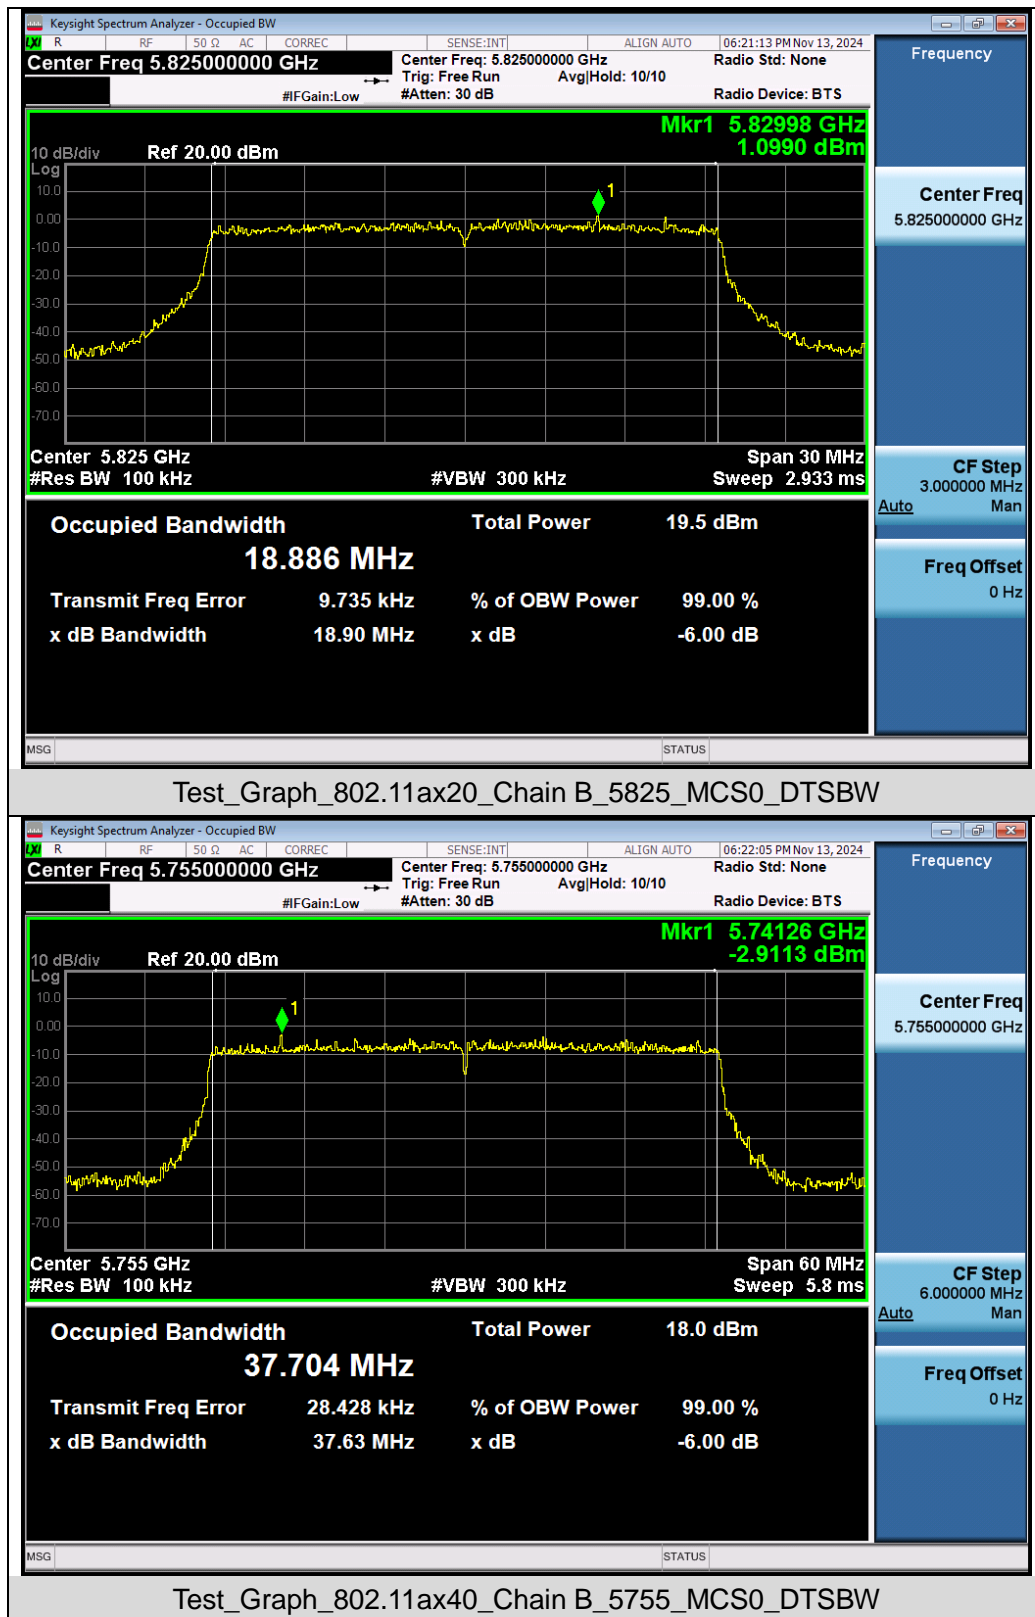 Keysight Spectrum Analyzer - Occupied BW
LXI R RF 50 Ω AC CORREC SENSE:INT ALIGN AUTO 06:21:13 PM Nov 13, 2024
Center Freq 5.825000000 GHz
Center Freq: 5.825000000 GHz Radio Std: None
Trig: Free Run Avg|Hold: 10/10
#IFGain:Low #Atten: 30 dB Radio Device: BTS
Mkr1 5.82998 GHz
1.0990 dBm
10 dB/div Ref 20.00 dBm
Log
10.0
0.00
-10.0
-20.0
-30.0
-40.0
-50.0
-60.0
-70.0
1
Center 5.825 GHz Span 30 MHz
#Res BW 100 kHz #VBW 300 kHz Sweep 2.933 ms
Occupied Bandwidth Total Power 19.5 dBm
18.886 MHz
Transmit Freq Error 9.735 kHz % of OBW Power 99.00 %
x dB Bandwidth 18.90 MHz x dB -6.00 dB
MSG STATUS
Frequency
Center Freq
5.825000000 GHz
CF Step
3.000000 MHz
Auto Man
Freq Offset
0 Hz
Test_Graph_802.11ax20_Chain B_5825_MCS0_DTSBW
Keysight Spectrum Analyzer - Occupied BW
LXI R RF 50 Ω AC CORREC SENSE:INT ALIGN AUTO 06:22:05 PM Nov 13, 2024
Center Freq 5.755000000 GHz
Center Freq: 5.755000000 GHz Radio Std: None
Trig: Free Run Avg|Hold: 10/10
#IFGain:Low #Atten: 30 dB Radio Device: BTS
Mkr1 5.74126 GHz
-2.9113 dBm
10 dB/div Ref 20.00 dBm
Log
10.0
0.00
-10.0
-20.0
-30.0
-40.0
-50.0
-60.0
-70.0
1
Center 5.755 GHz Span 60 MHz
#Res BW 100 kHz #VBW 300 kHz Sweep 5.8 ms
Occupied Bandwidth Total Power 18.0 dBm
37.704 MHz
Transmit Freq Error 28.428 kHz % of OBW Power 99.00 %
x dB Bandwidth 37.63 MHz x dB -6.00 dB
MSG STATUS
Frequency
Center Freq
5.755000000 GHz
CF Step
6.000000 MHz
Auto Man
Freq Offset
0 Hz
Test_Graph_802.11ax40_Chain B_5755_MCS0_DTSBW